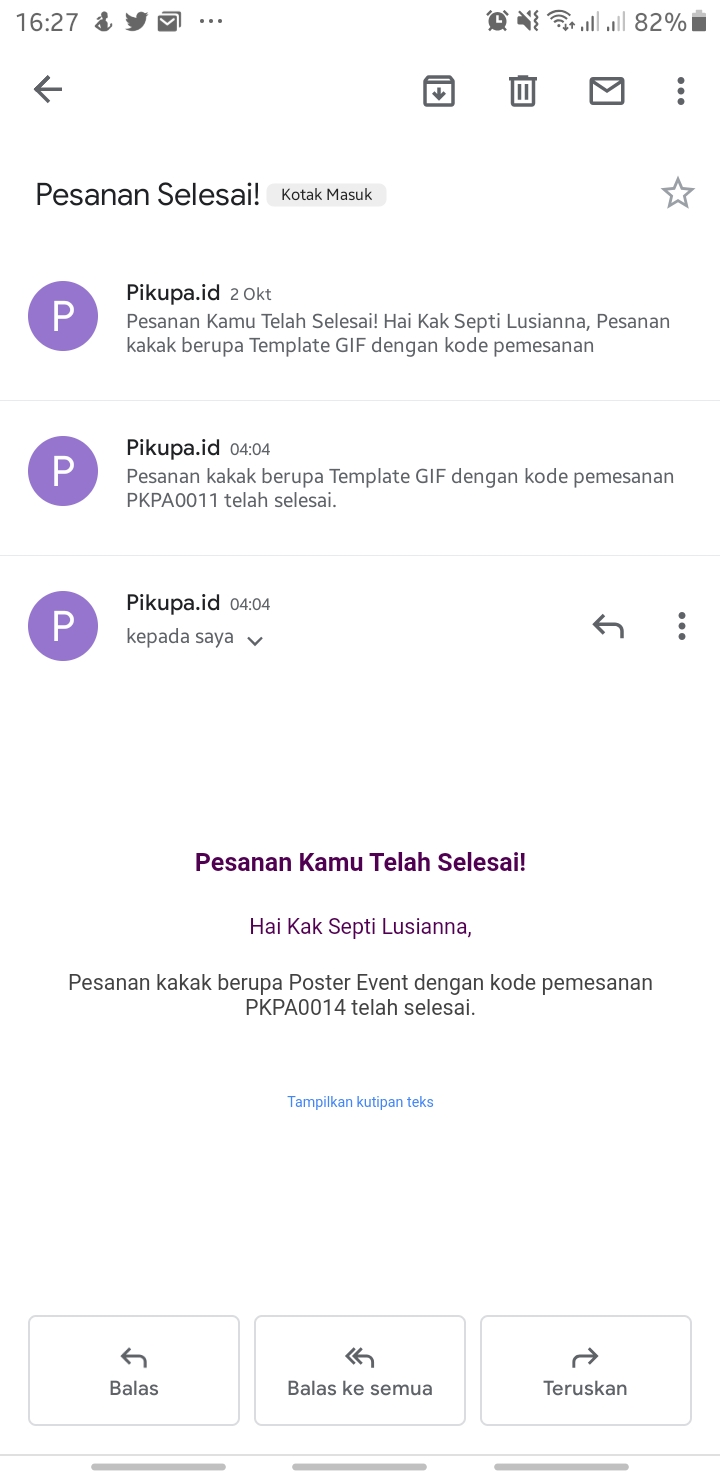 16:27 82%
Pesanan Selesai! Kotak Masuk
P
Pikupa.id 2 Okt
Pesanan Kamu Telah Selesai! Hai Kak Septi Lusianna, Pesanan
kakak berupa Template GIF dengan kode pemesanan
P
Pikupa.id 04:04
Pesanan kakak berupa Template GIF dengan kode pemesanan
PKPA0011 telah selesai.
P
Pikupa.id 04:04
kepada saya
Pesanan Kamu Telah Selesai!
Hai Kak Septi Lusianna,
Pesanan kakak berupa Poster Event dengan kode pemesanan
PKPA0014 telah selesai.
Tampilkan kutipan teks
Balas Balas ke semua Teruskan